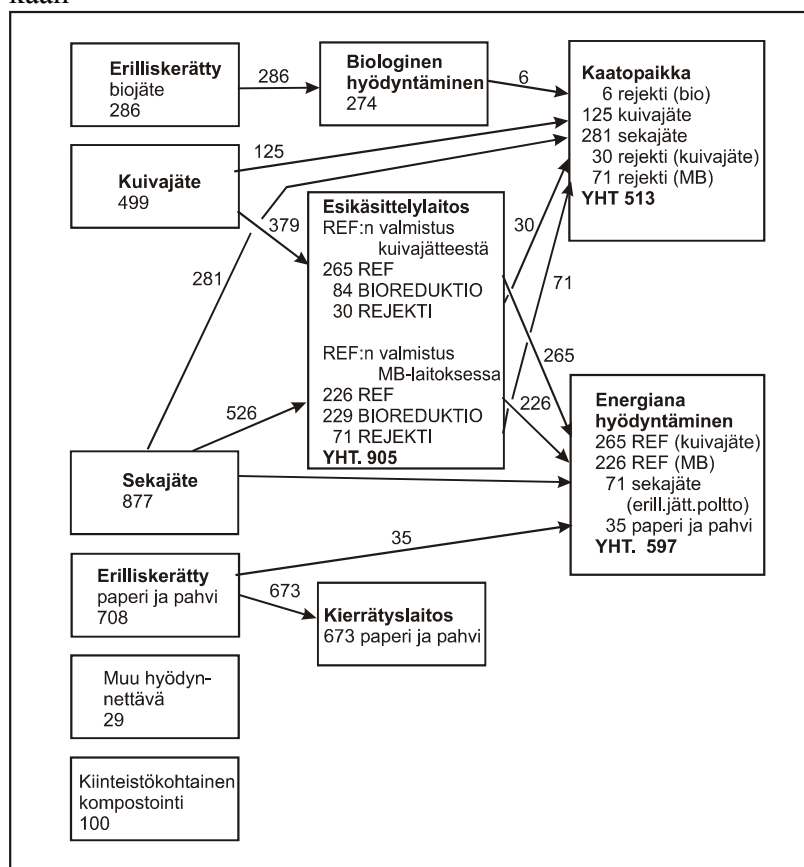 kaan
Erilliskerätty
biojäte
286
286
Biologinen
hyödyntäminen
274
6
Kaatopaikka
6 rejekti (bio)
125 kuivajäte
281 sekajäte
30 rejekti (kuivajäte)
71 rejekti (MB)
YHT 513
Kuivajäte
499
125
379
281
Esikäsittelylaitos
REF:n valmistus
kuivajätteestä
265 REF
84 BIOREDUKTIO
30 REJEKTI
REF:n valmistus
MB-laitoksessa
226 REF
229 BIOREDUKTIO
71 REJEKTI
YHT. 905
30
71
265
226
526
Sekajäte
877
Energiana
hyödyntäminen
265 REF (kuivajäte)
226 REF (MB)
71 sekajäte
(erill.jätt.poltto)
35 paperi ja pahvi
YHT. 597
Erilliskerätty
paperi ja pahvi
708
35
673
Kierrätyslaitos
673 paperi ja pahvi
Muu hyödyn-
nettävä
29
Kiinteistökohtainen
kompostointi
100